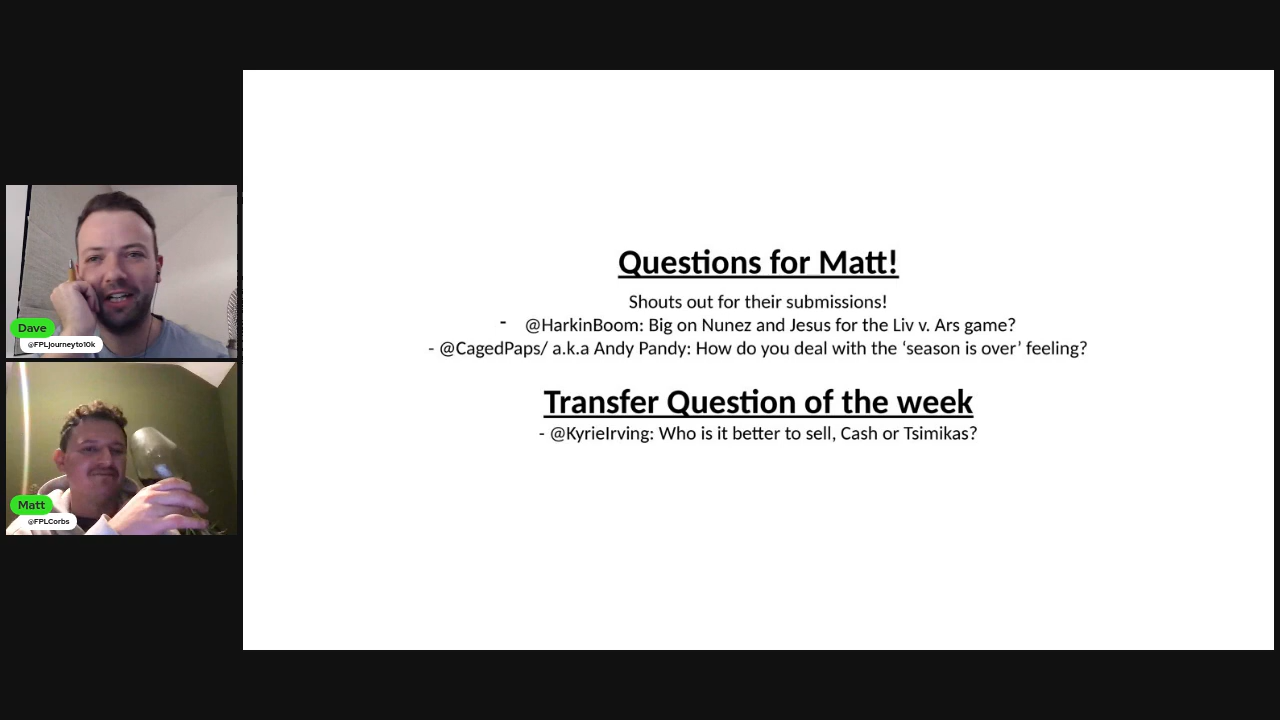 Dave
@FPLjourneyto10k
Matt
@FPLCorbs
Questions for Matt!
Shouts out for their submissions!
- @HarkinBoom: Big on Nunez and Jesus for the Liv v. Ars game?
- @CagedPaps/ a.k.a Andy Pandy: How do you deal with the ‘season is over’ feeling?
Transfer Question of the week
- @KyrieIrving: Who is it better to sell, Cash or Tsimikas?